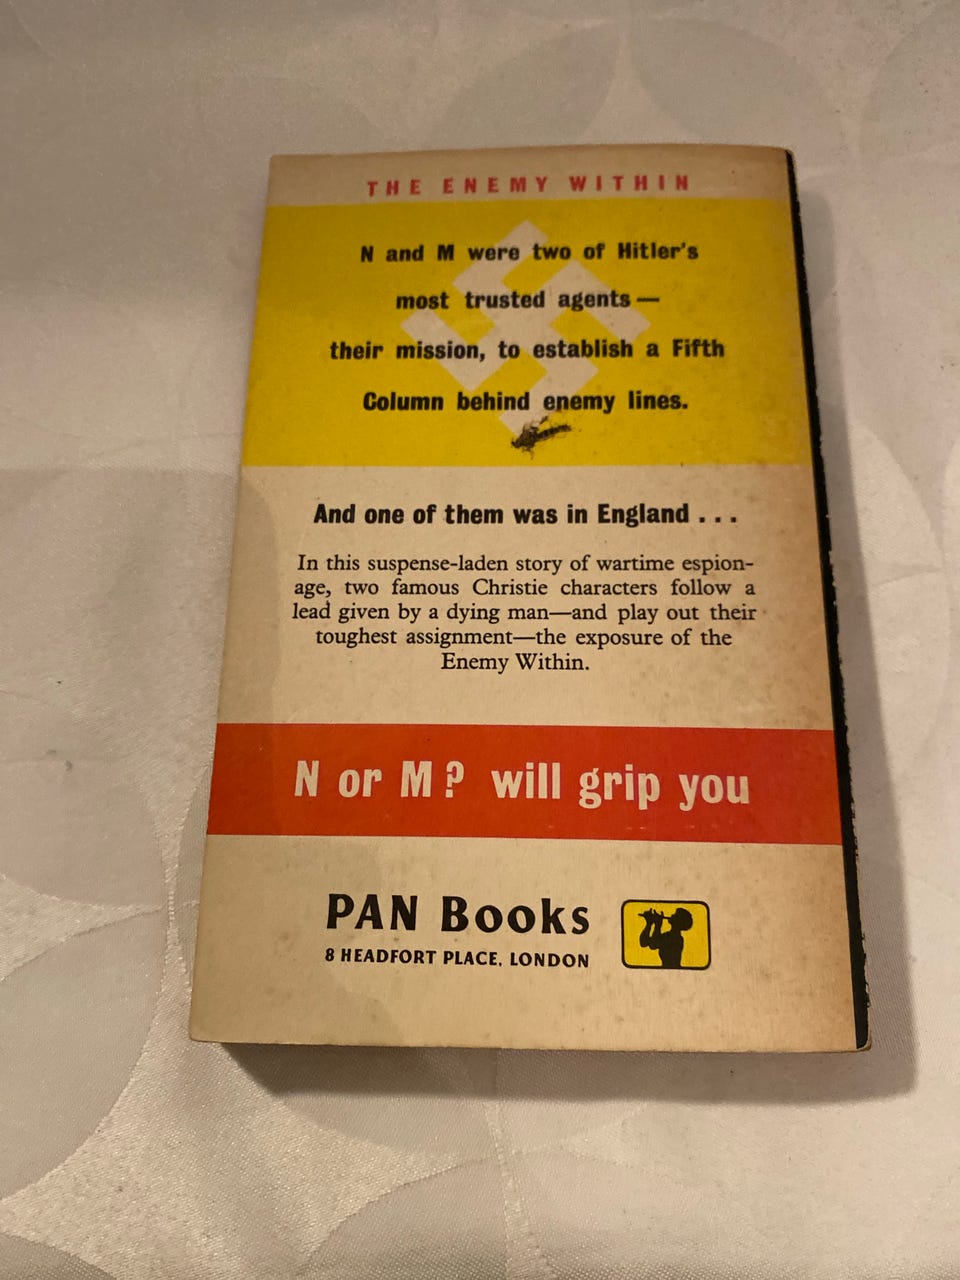 THE ENEMY WITHIN
N and M were two of Hitler's
most trusted agents —
their mission, to establish a Fifth
Column behind enemy lines.
And one of them was in England . . .
In this suspense-laden story of wartime espion-
age, two famous Christie characters follow a
lead given by a dying man—and play out their
toughest assignment—the exposure of the
Enemy Within.
N or M? will grip you
PAN Books
8 HEADFORT PLACE, LONDON